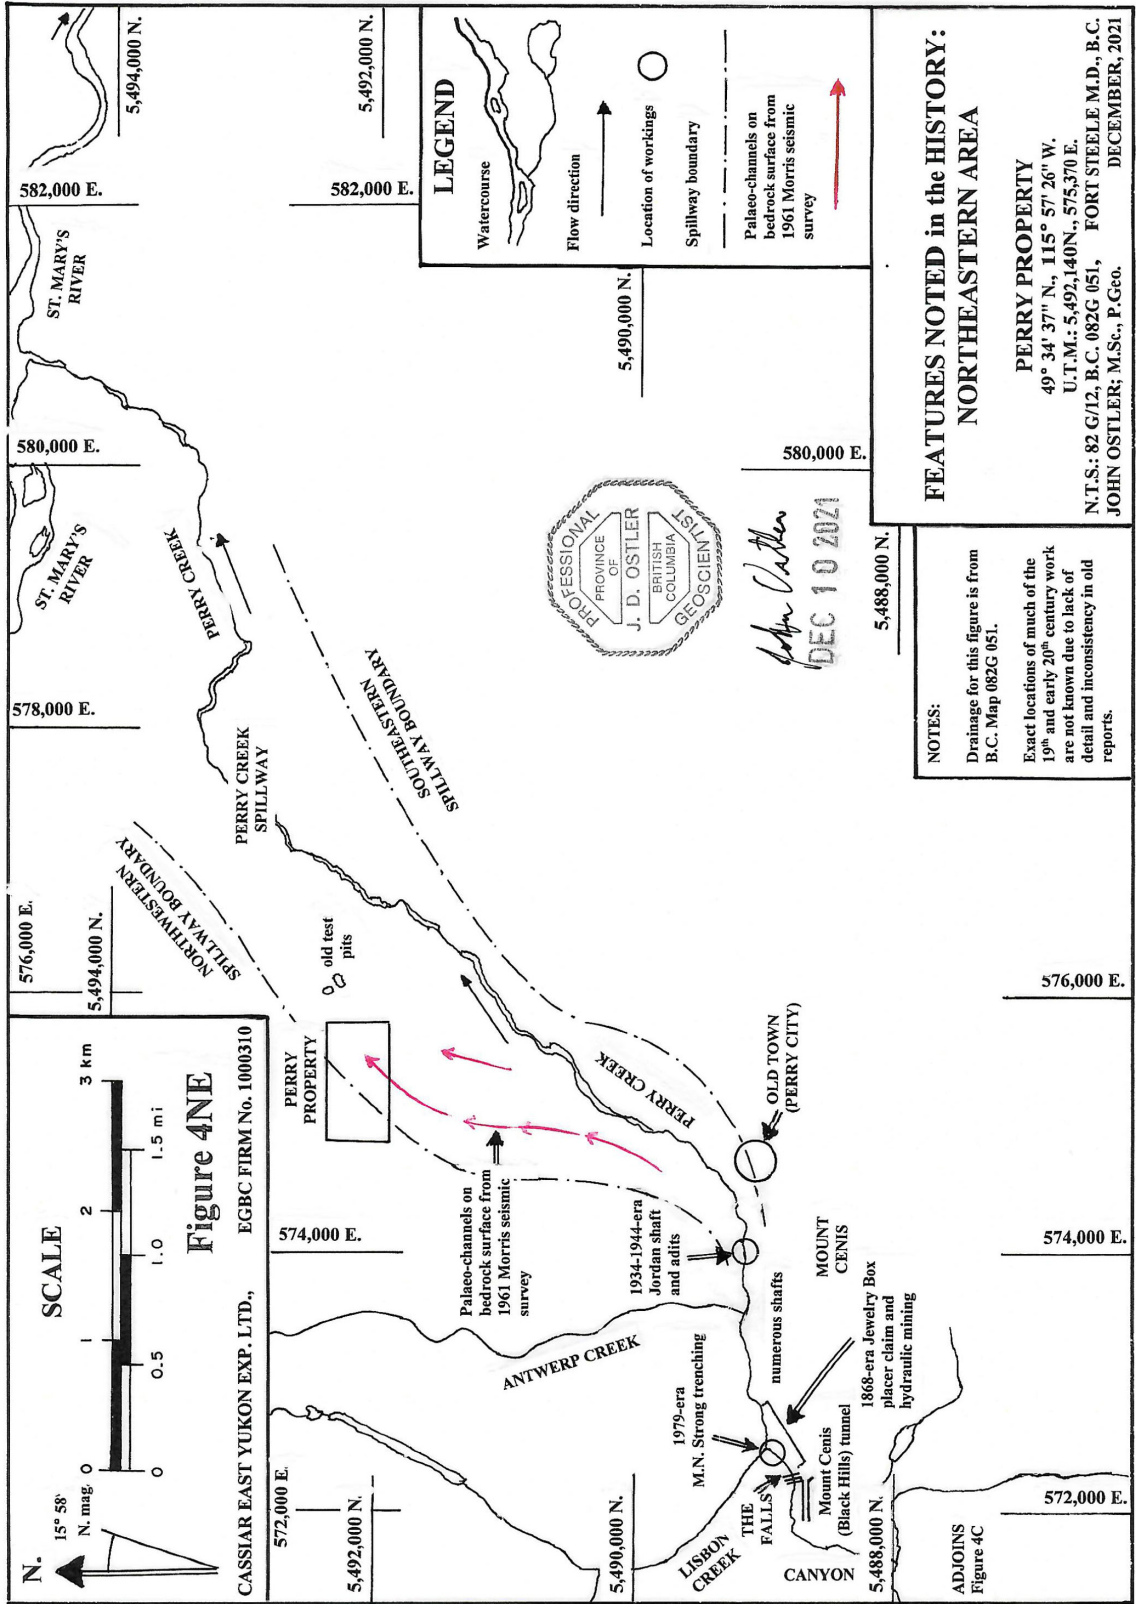 N.
15° 58'
N. mag.
SCALE
0 1 2 3 km
0 0.5 1.0 1.5 mi
Figure 4NE
CASSIAR EAST YUKON EXP. LTD., EGBC FIRM No. 1000310
572,000 E.
574,000 E.
576,000 E.
578,000 E.
580,000 E.
582,000 E.
5,494,000 N.
5,494,000 N.
5,492,000 N.
5,492,000 N.
5,490,000 N.
5,490,000 N.
5,488,000 N.
5,488,000 N.
572,000 E.
574,000 E.
576,000 E.
580,000 E.
582,000 E.
ST. MARY'S
RIVER
ST. MARY'S
RIVER
PERRY CREEK
PERRY CREEK
SPILLWAY
NORTHWESTERN
SPILLWAY BOUNDARY
SOUTHEASTERN
SPILLWAY BOUNDARY
old test
pits
PERRY
PROPERTY
Palaeo-channels on
bedrock surface from
1961 Morris seismic
survey
PERRY CREEK
OLD TOWN
(PERRY CITY)
1934-1944-era
Jordan shaft
and adits
ANTWERP CREEK
numerous shafts
MOUNT
CENIS
1979-era
M.N. Strong trenching
1868-era Jewelry Box
placer claim and
hydraulic mining
THE
FALLS
Mount Cenis
(Black Hills) tunnel
LISBON
CREEK
CANYON
ADJOINS
Figure 4C
LEGEND
Watercourse
Flow direction
Location of workings
Spillway boundary
Palaeo-channels on
bedrock surface from
1961 Morris seismic
survey
PROFESSIONAL
PROVINCE
OF
J. D. OSTLER
BRITISH
COLUMBIA
GEOSCIENTIST
DEC 10 2021
NOTES:
Drainage for this figure is from
B.C. Map 082G 051.
Exact locations of much of the
19th and early 20th century work
are not known due to lack of
detail and inconsistency in old
reports.
FEATURES NOTED in the HISTORY:
NORTHEASTERN AREA
PERRY PROPERTY
49° 34' 37" N., 115° 57' 26" W.
U.T.M.: 5,492,140N., 575,370 E.
N.T.S.: 82 G/12, B.C. 082G 051, FORT STEELE M.D., B.C.
JOHN OSTLER; M.Sc., P.Geo. DECEMBER, 2021